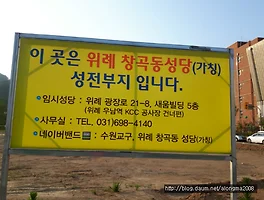 이 곳은 위례 창곡동성당(가칭)
성전부지 입니다.
•임시성당 : 위례 광장로 21-8, 새움빌딩 5층
(위례 우남역 KCC 공사장 건너편)
•사무실 : TEL, 031)698-4140
•네이버밴드 : 수원교구, 위례 창곡동 성당(가칭)
http://blog.daum.net/alongma2008